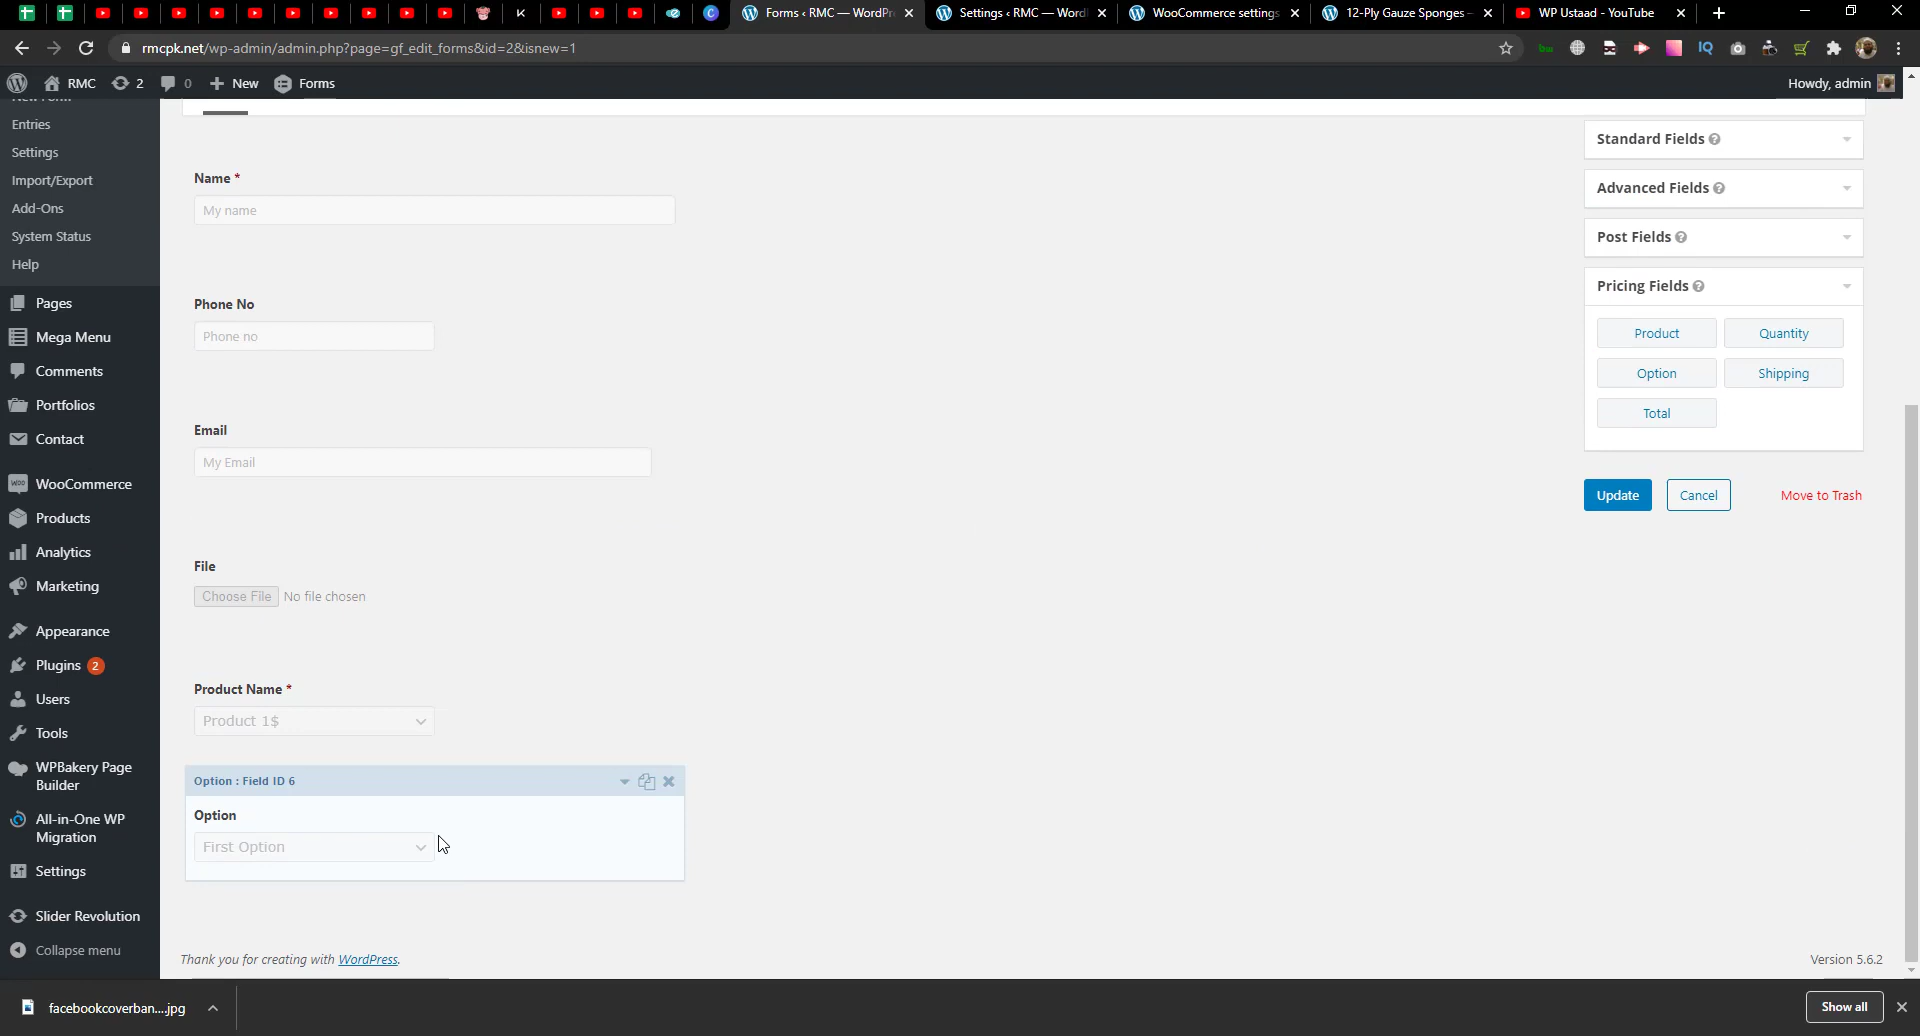 Forms ‹ RMC — WordPr
Settings ‹ RMC — Word
WooCommerce settings
12-Ply Gauze Sponges -
WP Ustaad - YouTube
rmcpk.net/wp-admin/admin.php?page=gf_edit_forms&id=2&isnew=1
RMC
2
0
New
Forms
Howdy, admin
New Form
Entries
Settings
Import/Export
Add-Ons
System Status
Help
Pages
Mega Menu
Comments
Portfolios
Contact
WooCommerce
Products
Analytics
Marketing
Appearance
Plugins 2
Users
Tools
WPBakery Page
Builder
All-in-One WP
Migration
Settings
Slider Revolution
Collapse menu
Name *
My name
Phone No
Phone no
Email
My Email
File
Choose File No file chosen
Product Name *
Product 1$
Option : Field ID 6
Option
First Option
Standard Fields
Advanced Fields
Post Fields
Pricing Fields
Product
Quantity
Option
Shipping
Total
Update
Cancel
Move to Trash
Thank you for creating with WordPress.
Version 5.6.2
facebookcoverban....jpg
Show all